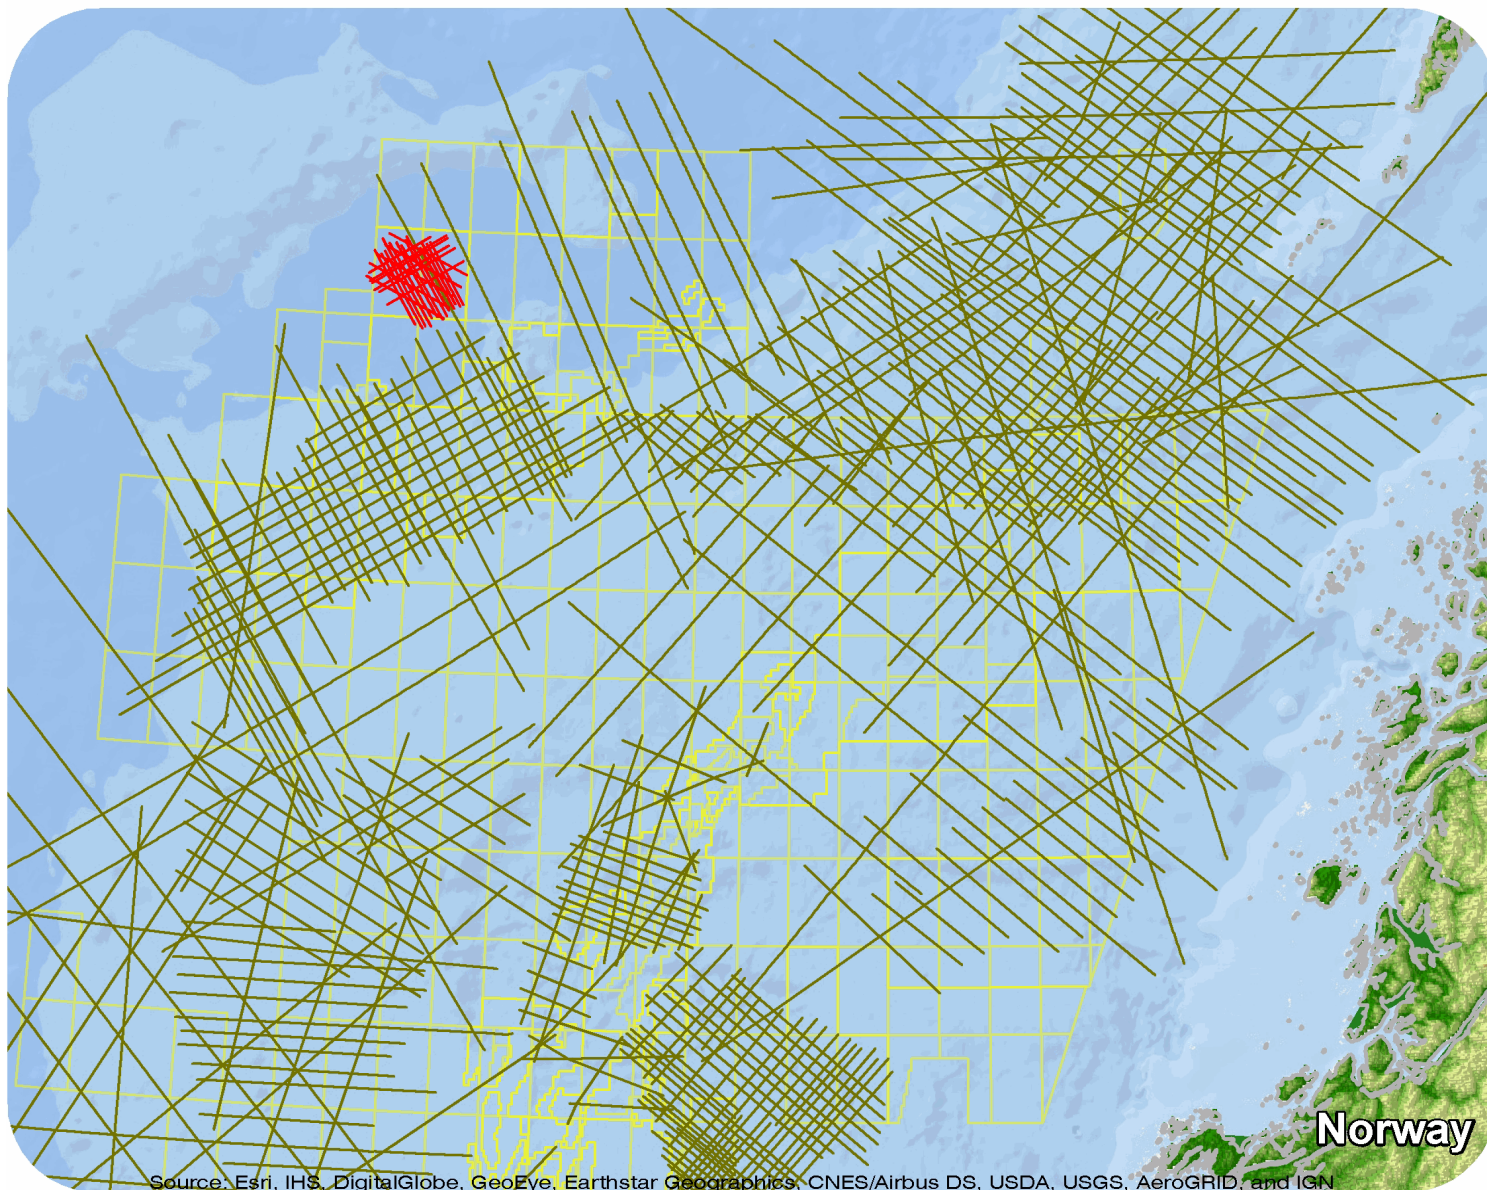 Norway
Source: Esri, IHS, DigitalGlobe, GeoEye, Earthstar Geographics, CNES/Airbus DS, USDA, USGS, AeroGRID, and IGN